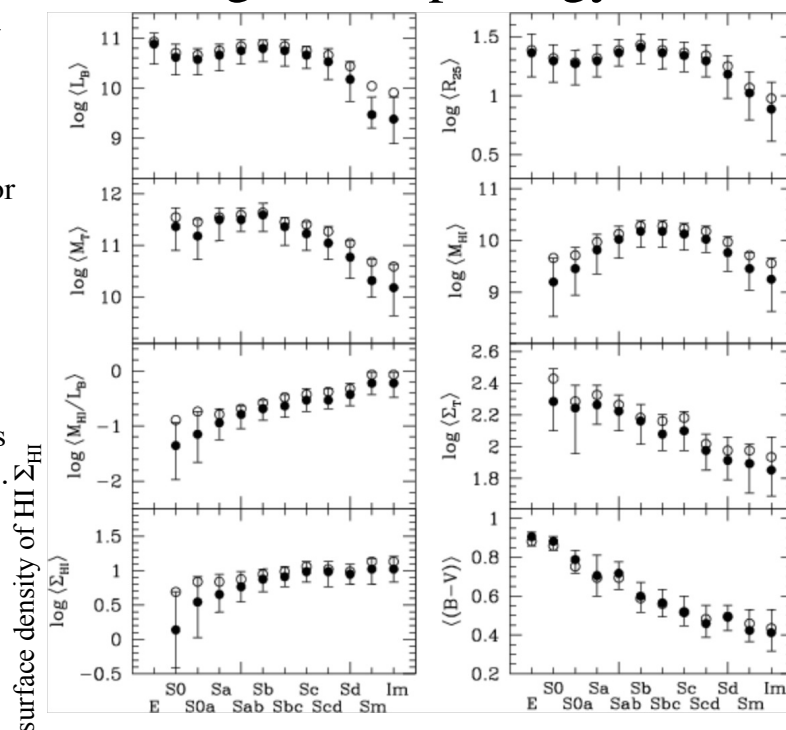 or
s
.
surface density of HI Σ_HI
log ⟨L_B⟩
11
10
9
log ⟨R_25⟩
1.5
1
0.5
log ⟨M_T⟩
12
11
10
log ⟨M_HI⟩
11
10
9
log ⟨M_HI/L_B⟩
0
−1
−2
log ⟨Σ_T⟩
2.6
2.4
2.2
2
1.8
log ⟨Σ_HI⟩
1.5
1
0.5
0
−0.5
⟨(B−V)⟩
1
0.8
0.6
0.4
0.2
S0 Sa Sb Sc Sd Im
E S0a Sab Sbc Scd Sm
S0 Sa Sb Sc Sd Im
E S0a Sab Sbc Scd Sm